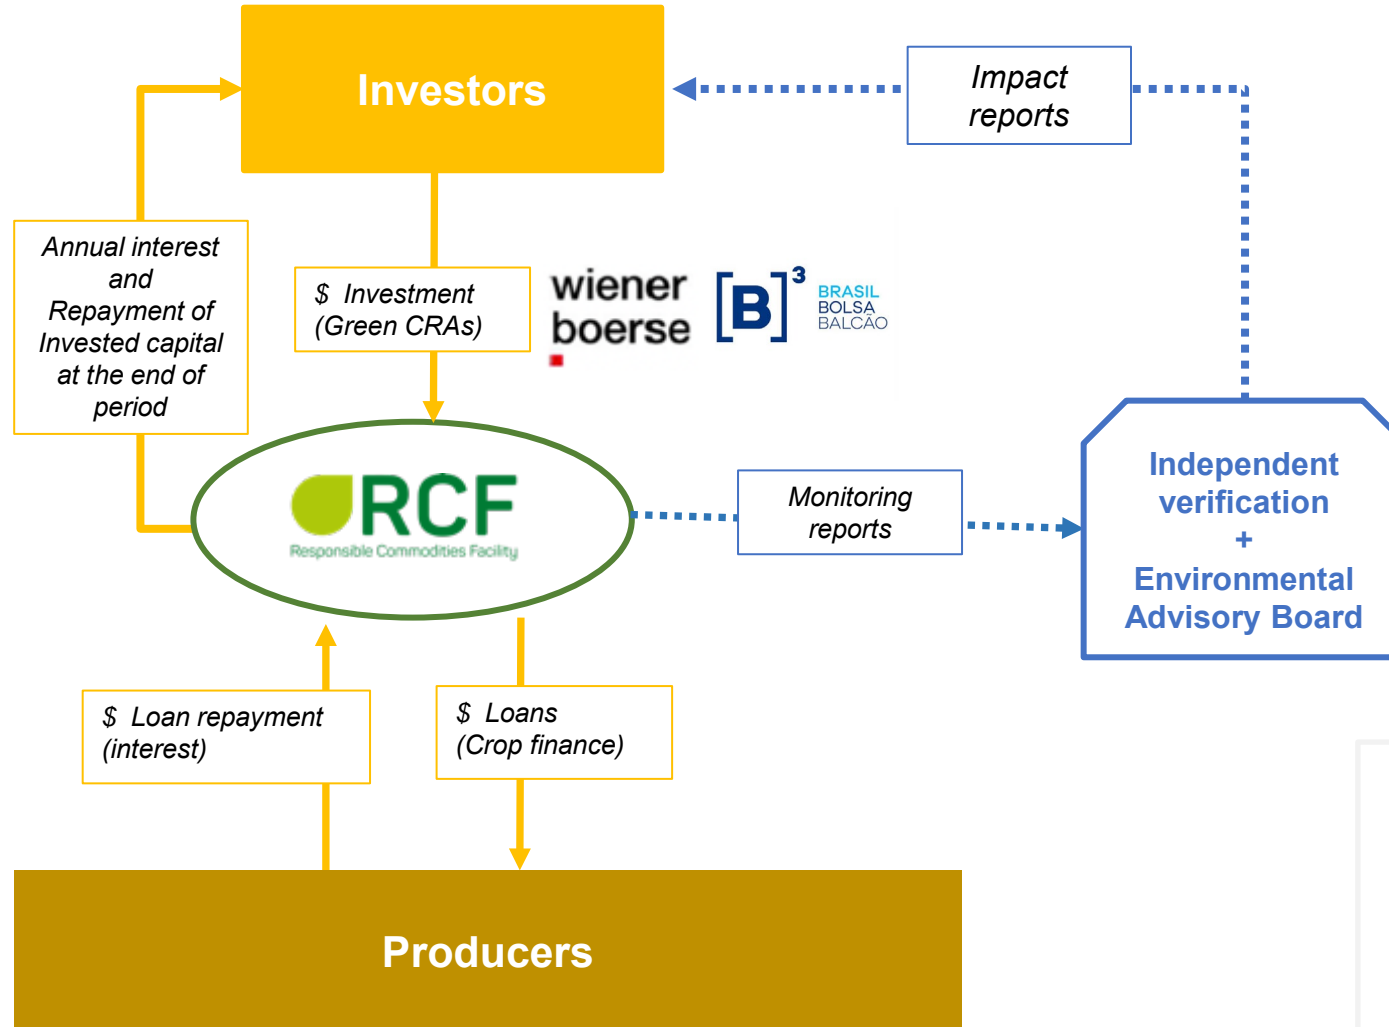 Investors
Impact
reports
Annual interest
and
Repayment of
Invested capital
at the end of
period
$ Investment
(Green CRAs)
wiener
boerse
[B]³
BRASIL
BOLSA
BALCÃO
RCF
Responsible Commodities Facility
Monitoring
reports
Independent
verification
+
Environmental
Advisory Board
$ Loan repayment
(interest)
$ Loans
(Crop finance)
Producers